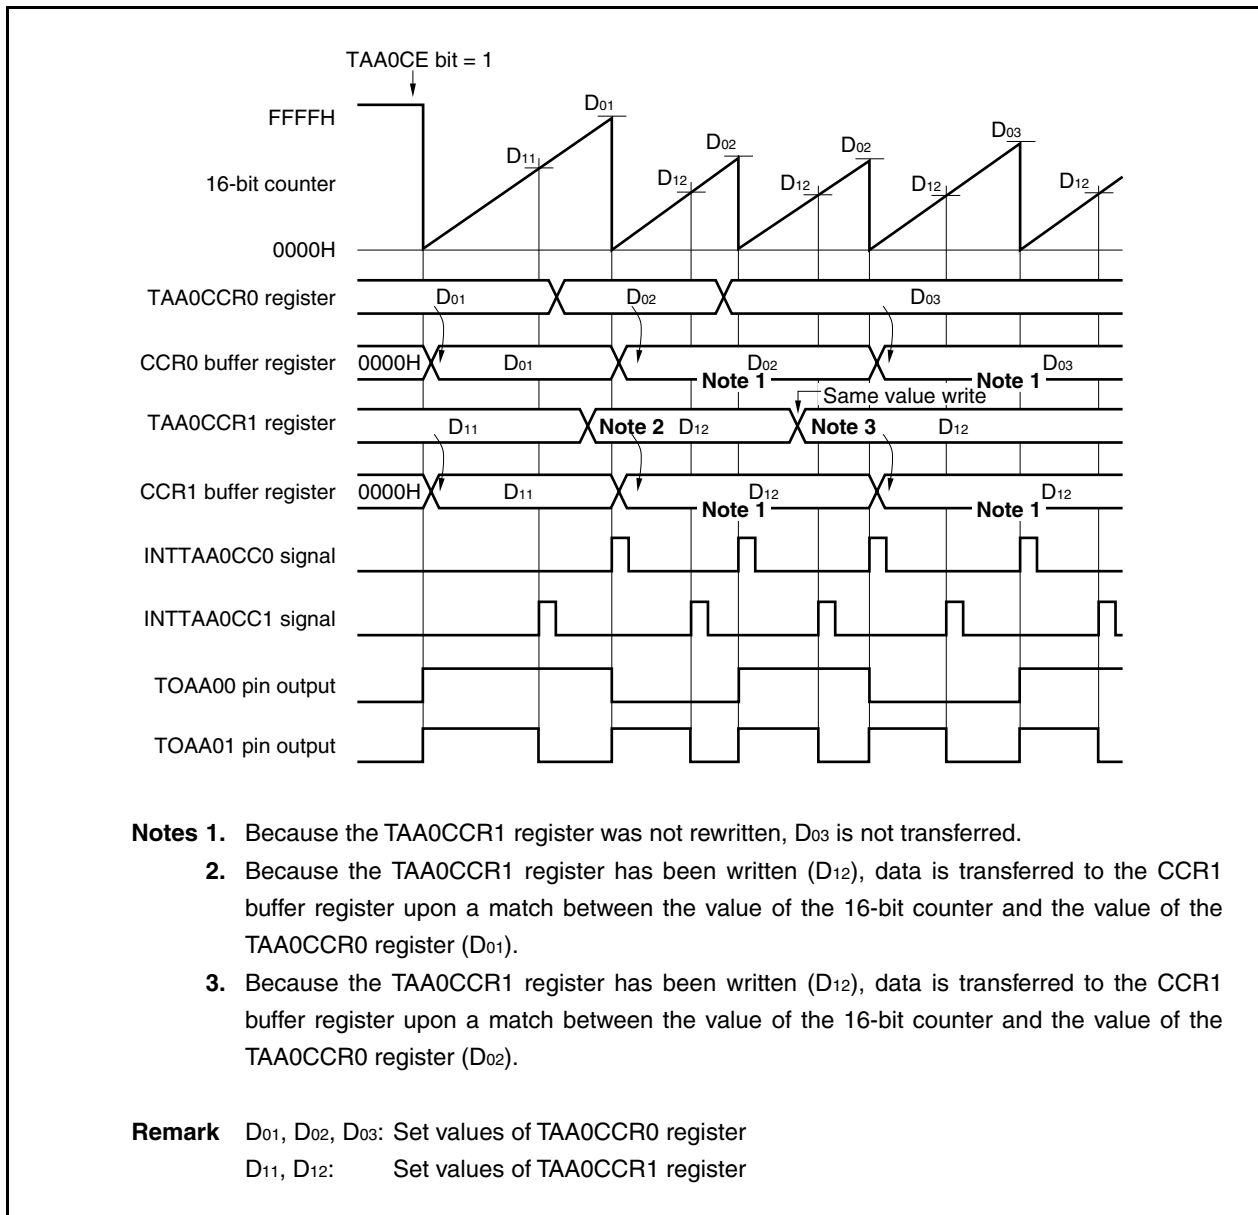 TAA0CE bit = 1
FFFFH
D01
D11
D02
D02
D03
16-bit counter
D12
D12
D12
D12
0000H
TAA0CCR0 register
D01
D02
D03
CCR0 buffer register
0000H
D01
D02
D03
Note 1
Note 1
Same value write
TAA0CCR1 register
D11
Note 2
D12
Note 3
D12
CCR1 buffer register
0000H
D11
D12
D12
Note 1
Note 1
INTTAA0CC0 signal
INTTAA0CC1 signal
TOAA00 pin output
TOAA01 pin output
Notes 1. Because the TAA0CCR1 register was not rewritten, D03 is not transferred.
2. Because the TAA0CCR1 register has been written (D12), data is transferred to the CCR1
buffer register upon a match between the value of the 16-bit counter and the value of the
TAA0CCR0 register (D01).
3. Because the TAA0CCR1 register has been written (D12), data is transferred to the CCR1
buffer register upon a match between the value of the 16-bit counter and the value of the
TAA0CCR0 register (D02).
Remark D01, D02, D03: Set values of TAA0CCR0 register
D11, D12: Set values of TAA0CCR1 register